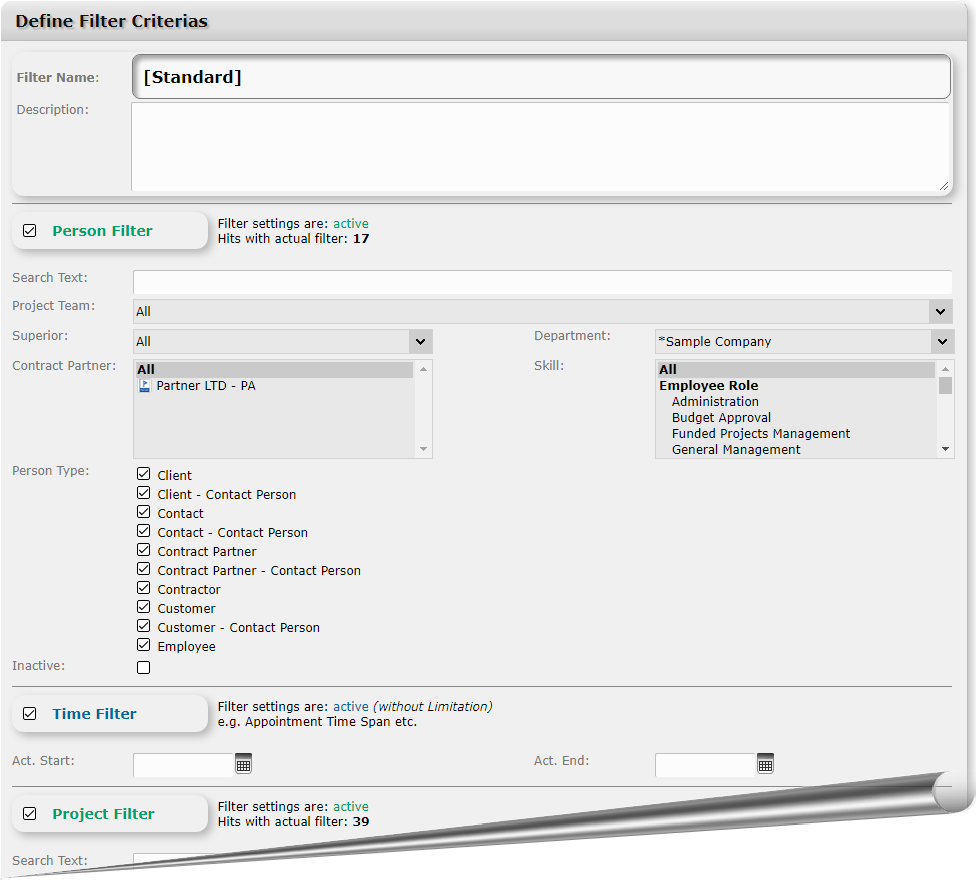 Define Filter Criterias
Filter Name: [Standard]
Description:
Person Filter
Filter settings are: active
Hits with actual filter: 17
Search Text:
Project Team: All
Superior: All
Department: *Sample Company
Contract Partner:
All
Partner LTD - PA
Skill:
All
Employee Role
Administration
Budget Approval
Funded Projects Management
General Management
Person Type:
Client
Client - Contact Person
Contact
Contact - Contact Person
Contract Partner
Contract Partner - Contact Person
Contractor
Customer
Customer - Contact Person
Employee
Inactive:
Time Filter
Filter settings are: active (without Limitation)
e.g. Appointment Time Span etc.
Act. Start:
Act. End:
Project Filter
Filter settings are: active
Hits with actual filter: 39
Search Text: